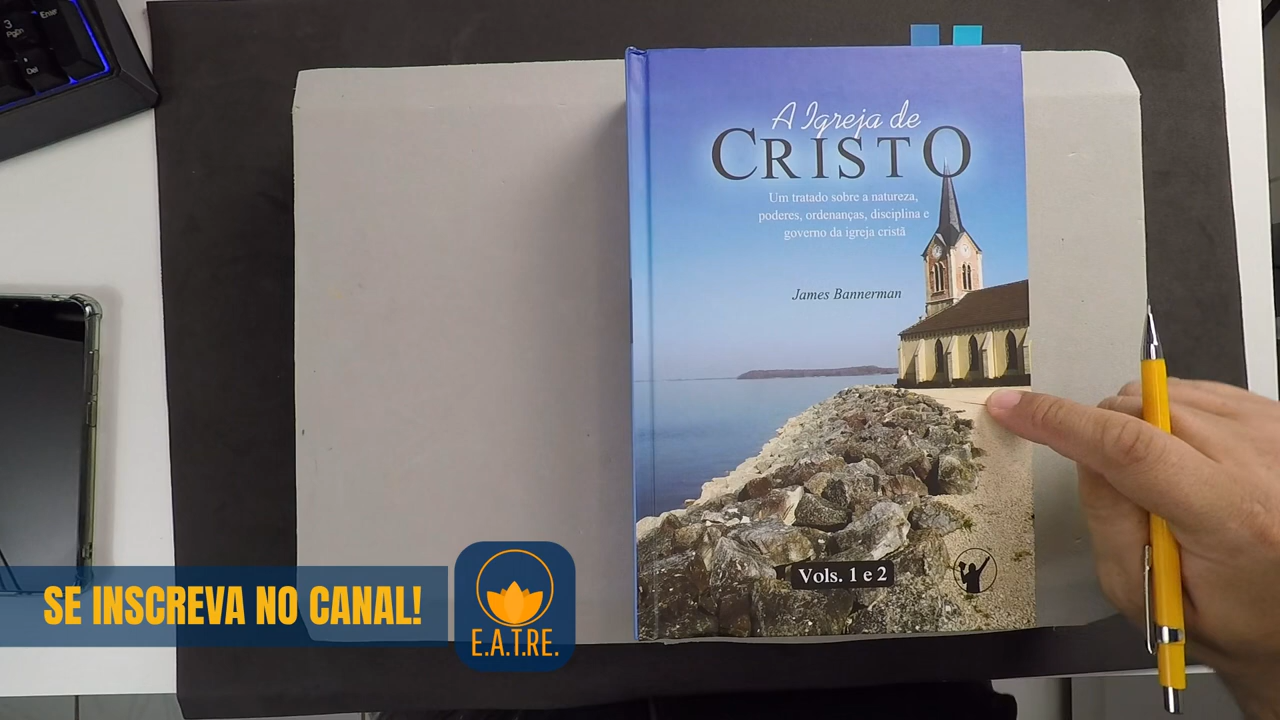 3
PgDn
Enter
Del
A Igreja de
CRISTO
Um tratado sobre a natureza,
poderes, ordenanças, disciplina e
governo da igreja cristã
James Bannerman
Vols. 1 e 2
SE INSCREVA NO CANAL!
E.A.T.RE.